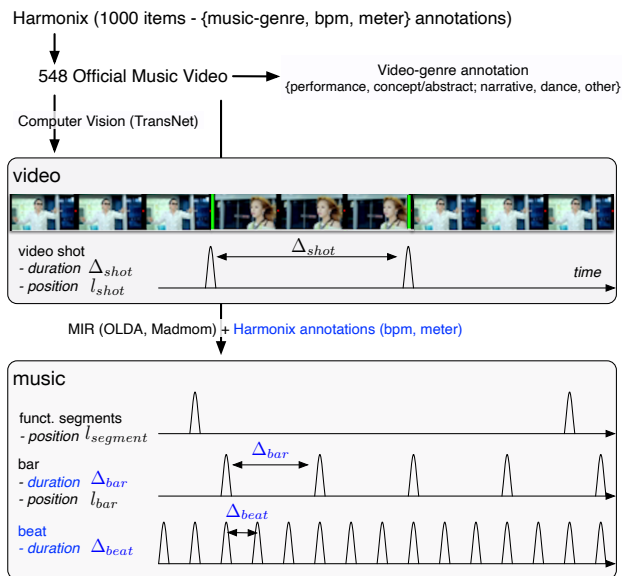 Harmonix (1000 items - {music-genre, bpm, meter} annotations)
548 Official Music Video
Video-genre annotation
{performance, concept/abstract; narrative, dance, other}
Computer Vision (TransNet)
video
video shot
- duration Δshot
- position lshot
Δshot
time
MIR (OLDA, Madmom) + Harmonix annotations (bpm, meter)
music
funct. segments
- position lsegment
bar
- duration Δbar
- position lbar
Δbar
beat
- duration Δbeat
Δbeat